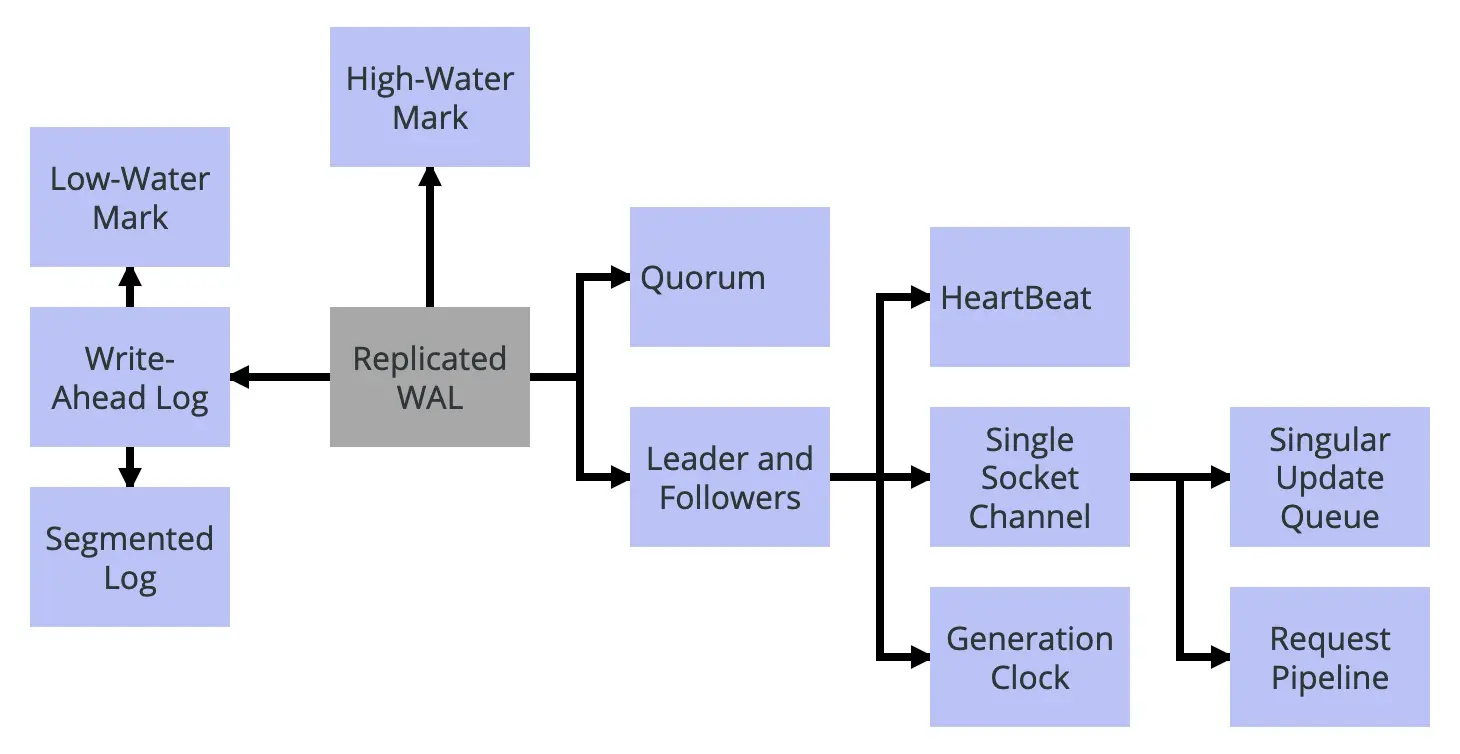 High-Water
Mark
Low-Water
Mark
Write-
Ahead Log
Segmented
Log
Replicated
WAL
Quorum
Leader and
Followers
HeartBeat
Single
Socket
Channel
Generation
Clock
Singular
Update
Queue
Request
Pipeline